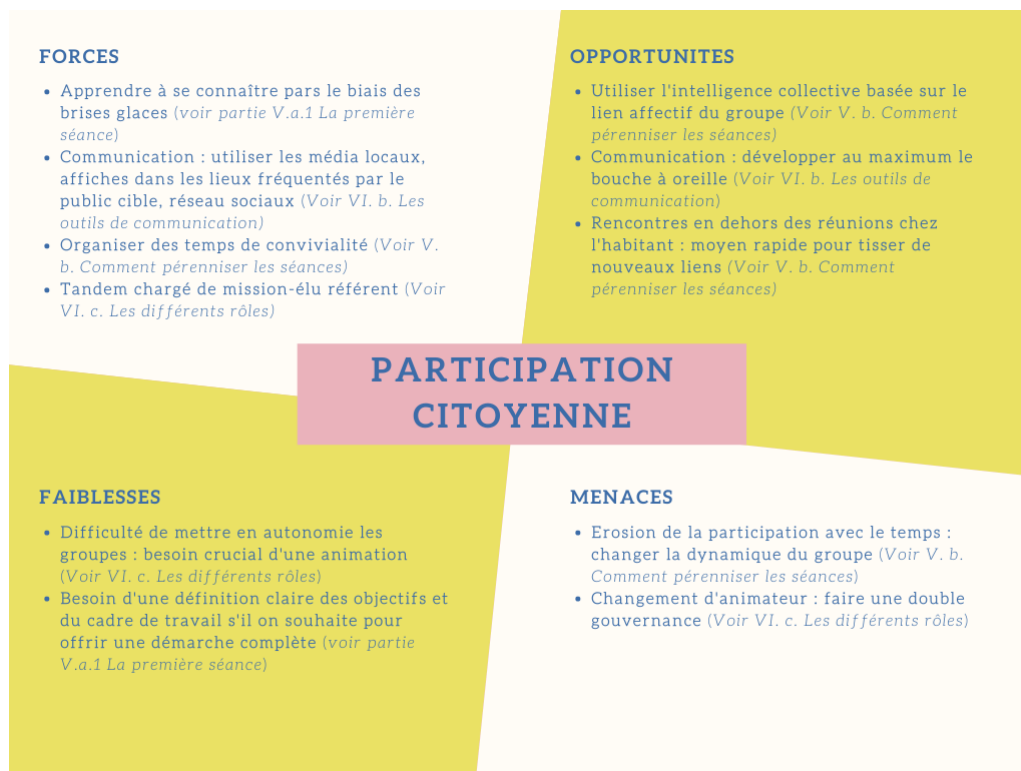 FORCES
• Apprendre à se connaître pars le biais des
brises glaces (voir partie V.a.1 La première
séance)
• Communication : utiliser les média locaux,
affiches dans les lieux fréquentés par le
public cible, réseau sociaux (Voir VI. b. Les
outils de communication)
• Organiser des temps de convivialité (Voir V.
b. Comment pérenniser les séances)
• Tandem chargé de mission-élu référent (Voir
VI. c. Les différents rôles)
OPPORTUNITES
• Utiliser l'intelligence collective basée sur le
lien affectif du groupe (Voir V. b. Comment
pérenniser les séances)
• Communication : développer au maximum le
bouche à oreille (Voir VI. b. Les outils de
communication)
• Rencontres en dehors des réunions chez
l'habitant : moyen rapide pour tisser de
nouveaux liens (Voir V. b. Comment
pérenniser les séances)
PARTICIPATION
CITOYENNE
FAIBLESSES
• Difficulté de mettre en autonomie les
groupes : besoin crucial d'une animation
(Voir VI. c. Les différents rôles)
• Besoin d'une définition claire des objectifs et
du cadre de travail s'il on souhaite pour
offrir une démarche complète (voir partie
V.a.1 La première séance)
MENACES
• Erosion de la participation avec le temps :
changer la dynamique du groupe (Voir V. b.
Comment pérenniser les séances)
• Changement d'animateur : faire une double
gouvernance (Voir VI. c. Les différents rôles)